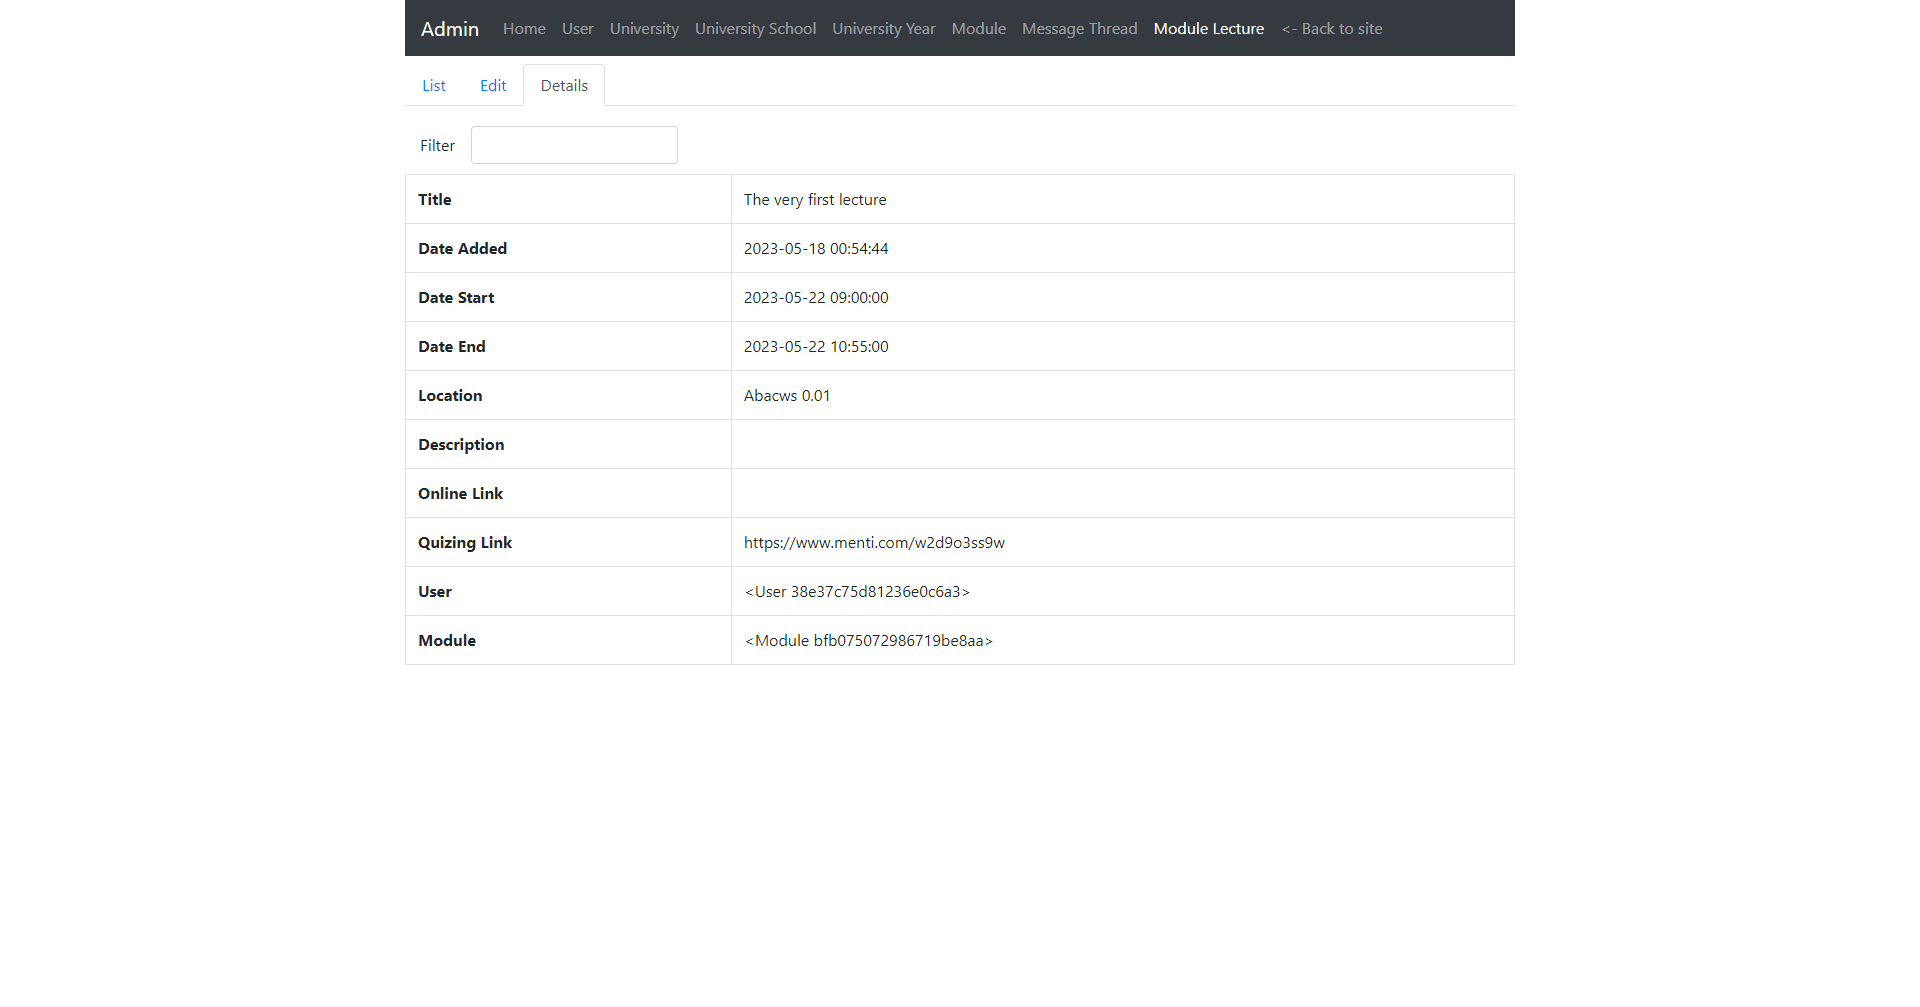 Admin Home User University University School University Year Module Message Thread Module Lecture <- Back to site
List Edit Details
Filter
Title The very first lecture
Date Added 2023-05-18 00:54:44
Date Start 2023-05-22 09:00:00
Date End 2023-05-22 10:55:00
Location Abacws 0.01
Description
Online Link
Quizing Link https://www.menti.com/w2d9o3ss9w
User <User 38e37c75d81236e0c6a3>
Module <Module bfb075072986719be8aa>